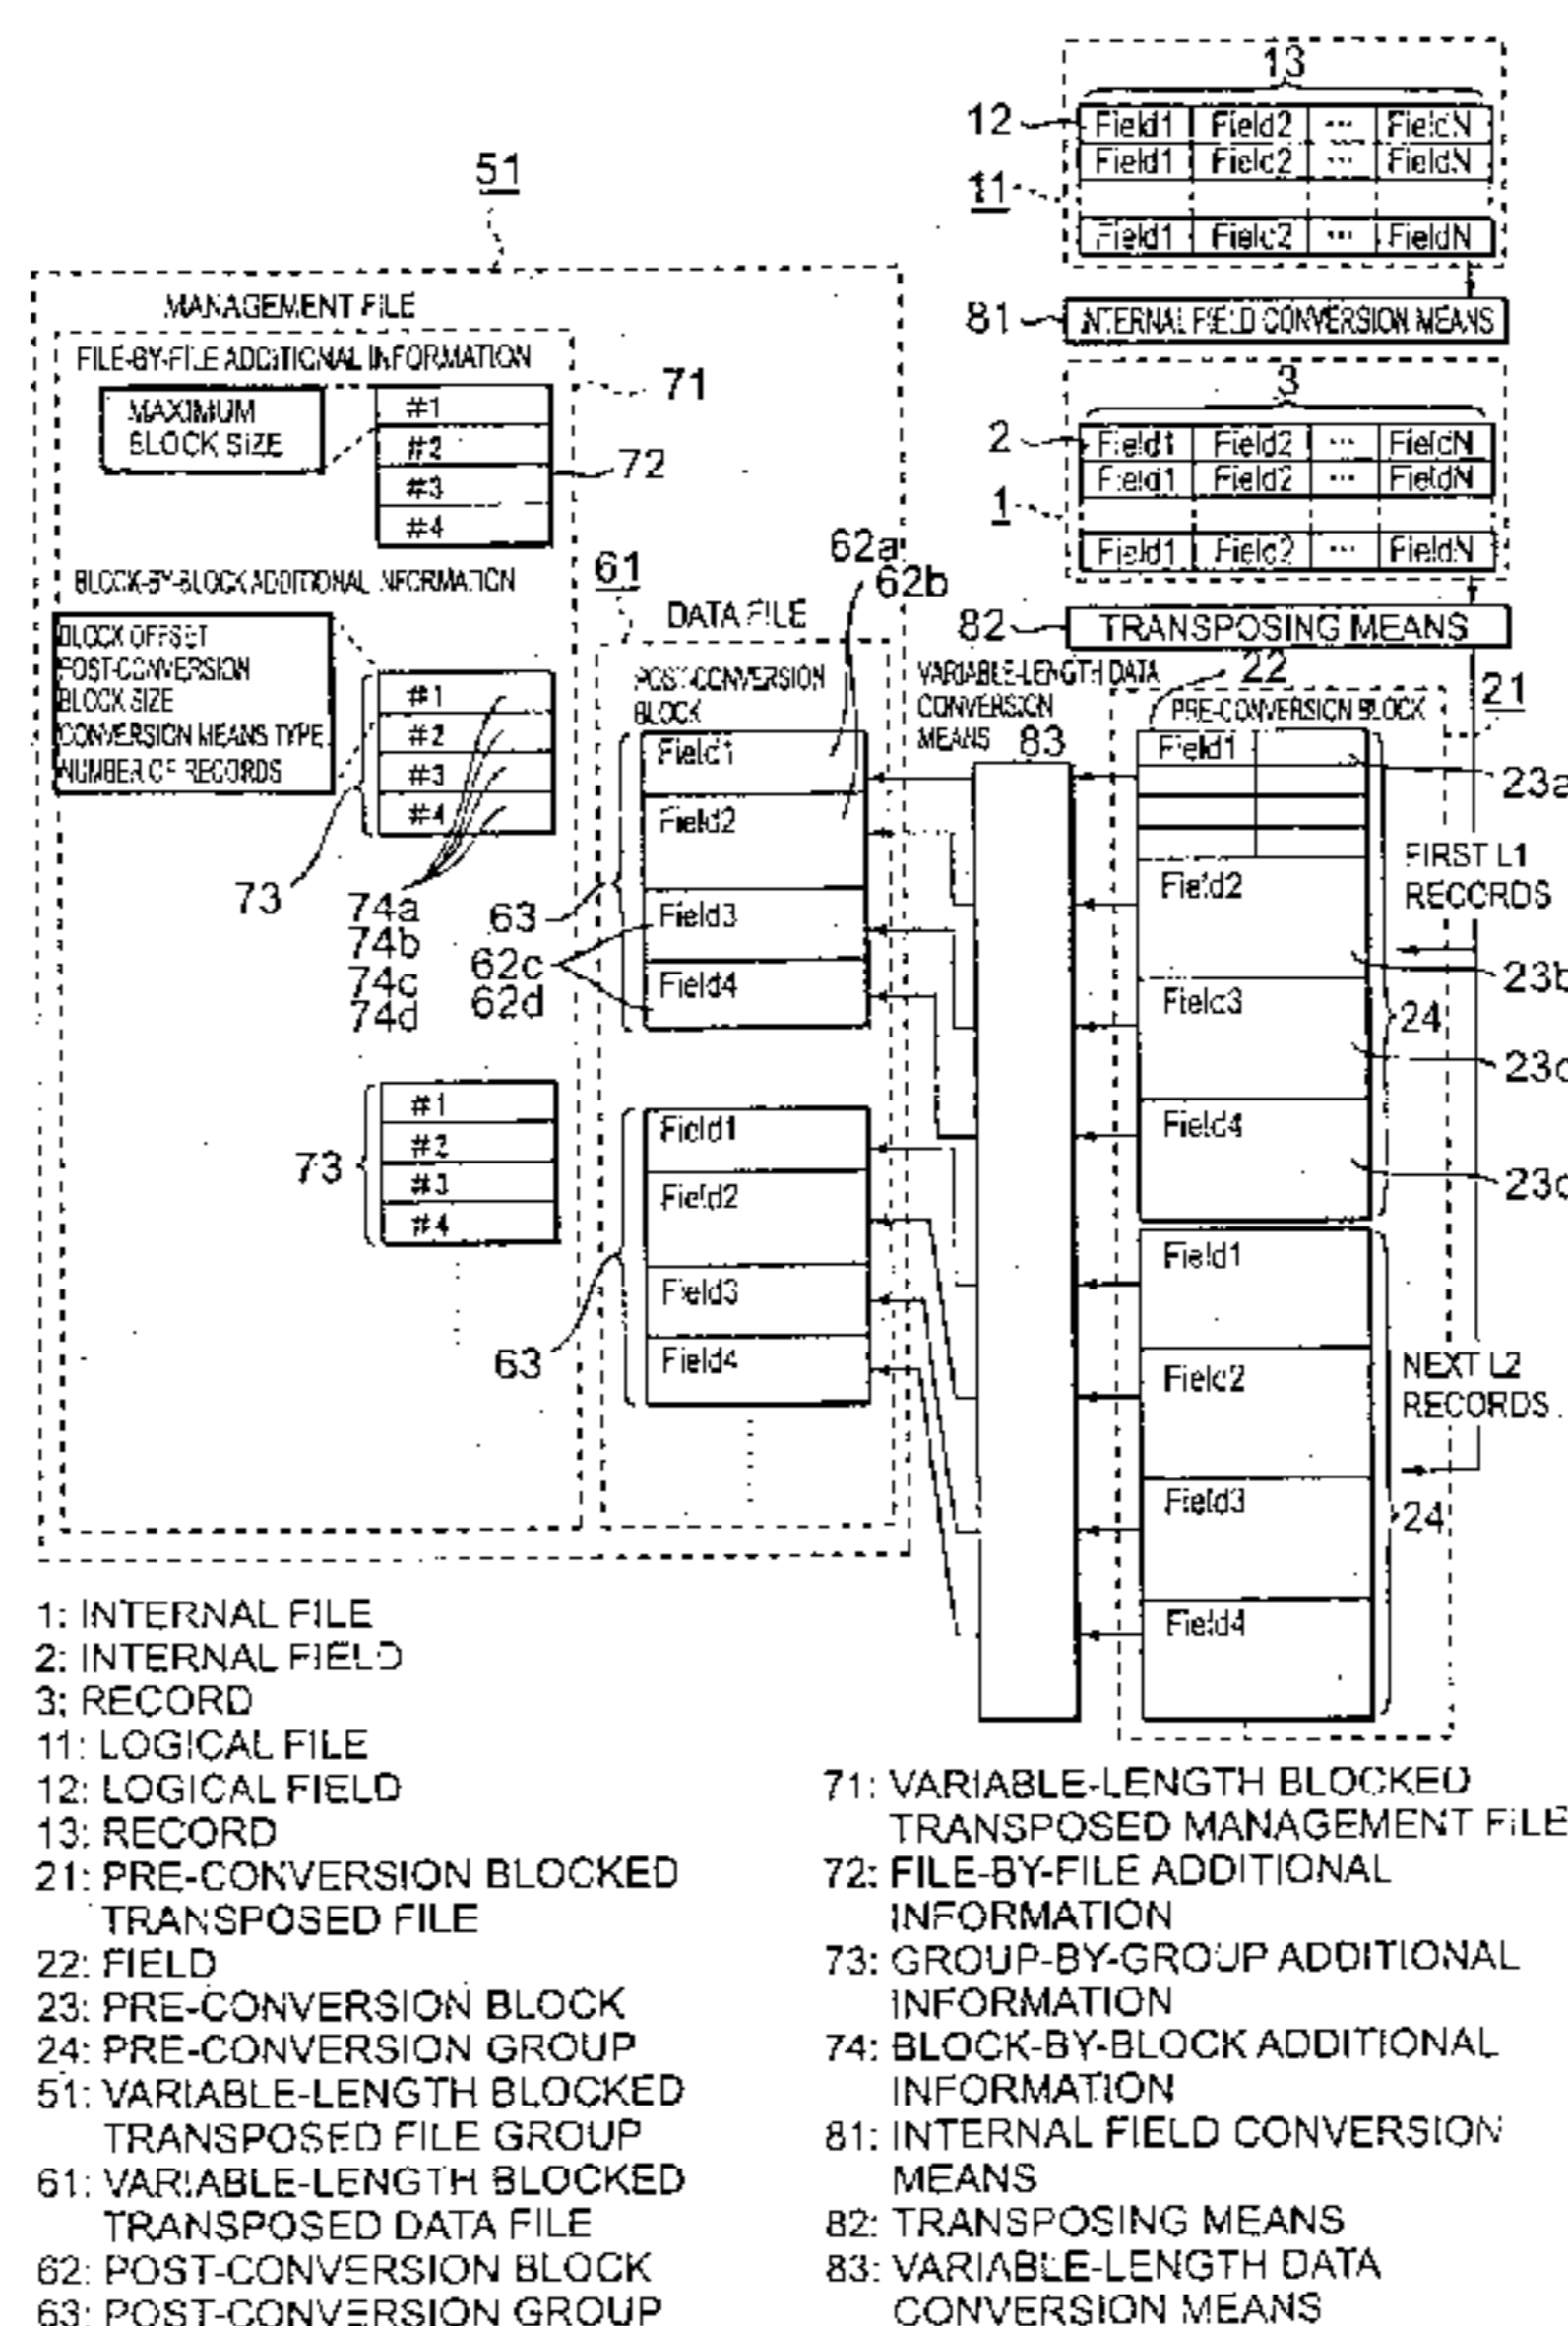 13
12
Field1 Field2 ... FieldN
Field1 Field2 ... FieldN
11
Field1 Field2 ... FieldN
51
81
INTERNAL FIELD CONVERSION MEANS
MANAGEMENT FILE
FILE-BY-FILE ADDITIONAL INFORMATION
MAXIMUM
BLOCK SIZE
#1
#2
#3
#4
71
72
3
2
Field1 Field2 ... FieldN
Field1 Field2 ... FieldN
1
Field1 Field2 ... FieldN
82
TRANSPOSING MEANS
BLOCK-BY-BLOCK ADDITIONAL INFORMATION
BLOCK OFFSET
POST-CONVERSION
BLOCK SIZE
CONVERSION MEANS TYPE
NUMBER OF RECORDS
#1
#2
#3
#4
73
74a
74b
74c
74d
73
#1
#2
#3
#4
61
DATA FILE
62a
62b
POST-CONVERSION
BLOCK
Field1
Field2
Field3
Field4
63
62c
62d
Field1
Field2
Field3
Field4
63
VARIABLE-LENGTH DATA
CONVERSION
MEANS 83
22
21
PRE-CONVERSION BLOCK
Field1
Field2
Field3
Field4
23a
FIRST L1
RECORDS
23b
24
23c
23d
Field1
Field2
Field3
Field4
NEXT L2
RECORDS
24
1: INTERNAL FILE
2: INTERNAL FIELD
3: RECORD
11: LOGICAL FILE
12: LOGICAL FIELD
13: RECORD
21: PRE-CONVERSION BLOCKED
TRANSPOSED FILE
22: FIELD
23: PRE-CONVERSION BLOCK
24: PRE-CONVERSION GROUP
51: VARIABLE-LENGTH BLOCKED
TRANSPOSED FILE GROUP
61: VARIABLE-LENGTH BLOCKED
TRANSPOSED DATA FILE
62: POST-CONVERSION BLOCK
63: POST-CONVERSION GROUP
71: VARIABLE-LENGTH BLOCKED
TRANSPOSED MANAGEMENT FILE
72: FILE-BY-FILE ADDITIONAL
INFORMATION
73: GROUP-BY-GROUP ADDITIONAL
INFORMATION
74: BLOCK-BY-BLOCK ADDITIONAL
INFORMATION
81: INTERNAL FIELD CONVERSION
MEANS
82: TRANSPOSING MEANS
83: VARIABLE-LENGTH DATA
CONVERSION MEANS